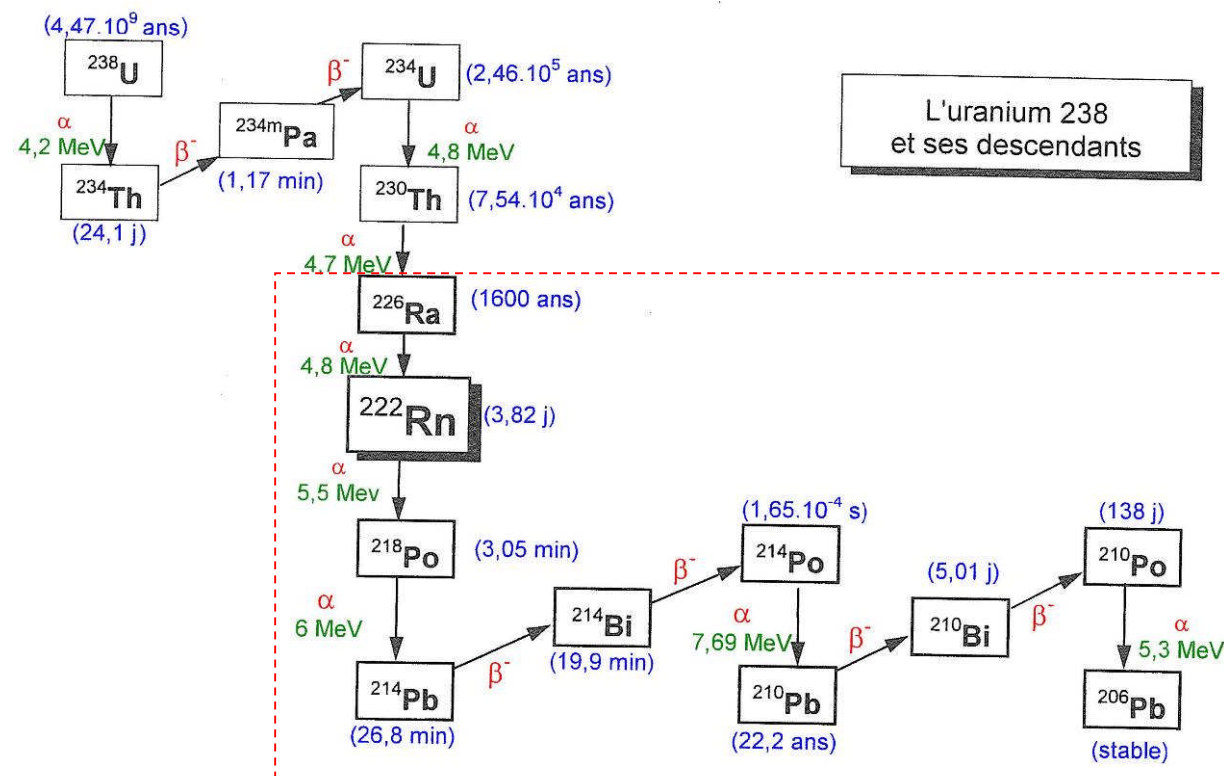 (4,47.10⁹ ans)
²³⁸U
α
4,2 MeV
²³⁴Th
(24,1 j)
β⁻
²³⁴ᵐPa
(1,17 min)
β⁻
²³⁴U
(2,46.10⁵ ans)
α
4,8 MeV
²³⁰Th
(7,54.10⁴ ans)
L'uranium 238
et ses descendants
α
4,7 MeV
²²⁶Ra
(1600 ans)
α
4,8 MeV
²²²Rn
(3,82 j)
α
5,5 Mev
²¹⁸Po
(3,05 min)
α
6 MeV
²¹⁴Pb
(26,8 min)
β⁻
²¹⁴Bi
(19,9 min)
β⁻
(1,65.10⁻⁴ s)
²¹⁴Po
α
7,69 MeV
²¹⁰Pb
(22,2 ans)
β⁻
(5,01 j)
²¹⁰Bi
β⁻
(138 j)
²¹⁰Po
α
5,3 MeV
²⁰⁶Pb
(stable)